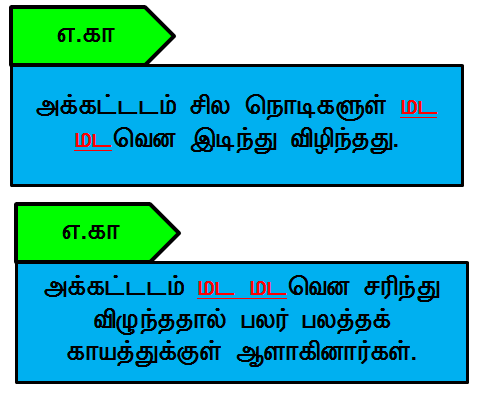 எ.கா
அக்கட்டடம் சில நொடிகளுள் மட
மடவென இடிந்து விழிந்தது.
எ.கா
அக்கட்டடம் மட மடவென சரிந்து
விழுந்ததால் பலர் பலத்தக்
காயத்துக்குள் ஆளாகினார்கள்.